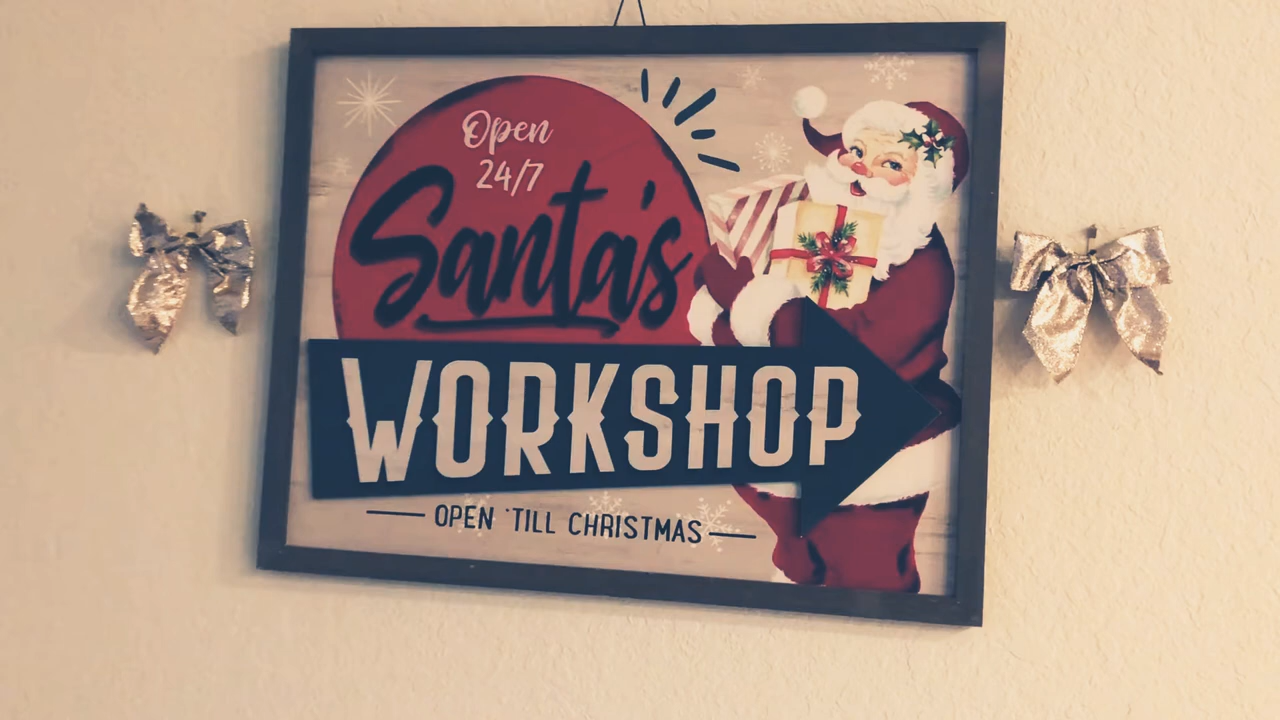 Open
24/7
Santa's
WORKSHOP
OPEN 'TILL CHRISTMAS